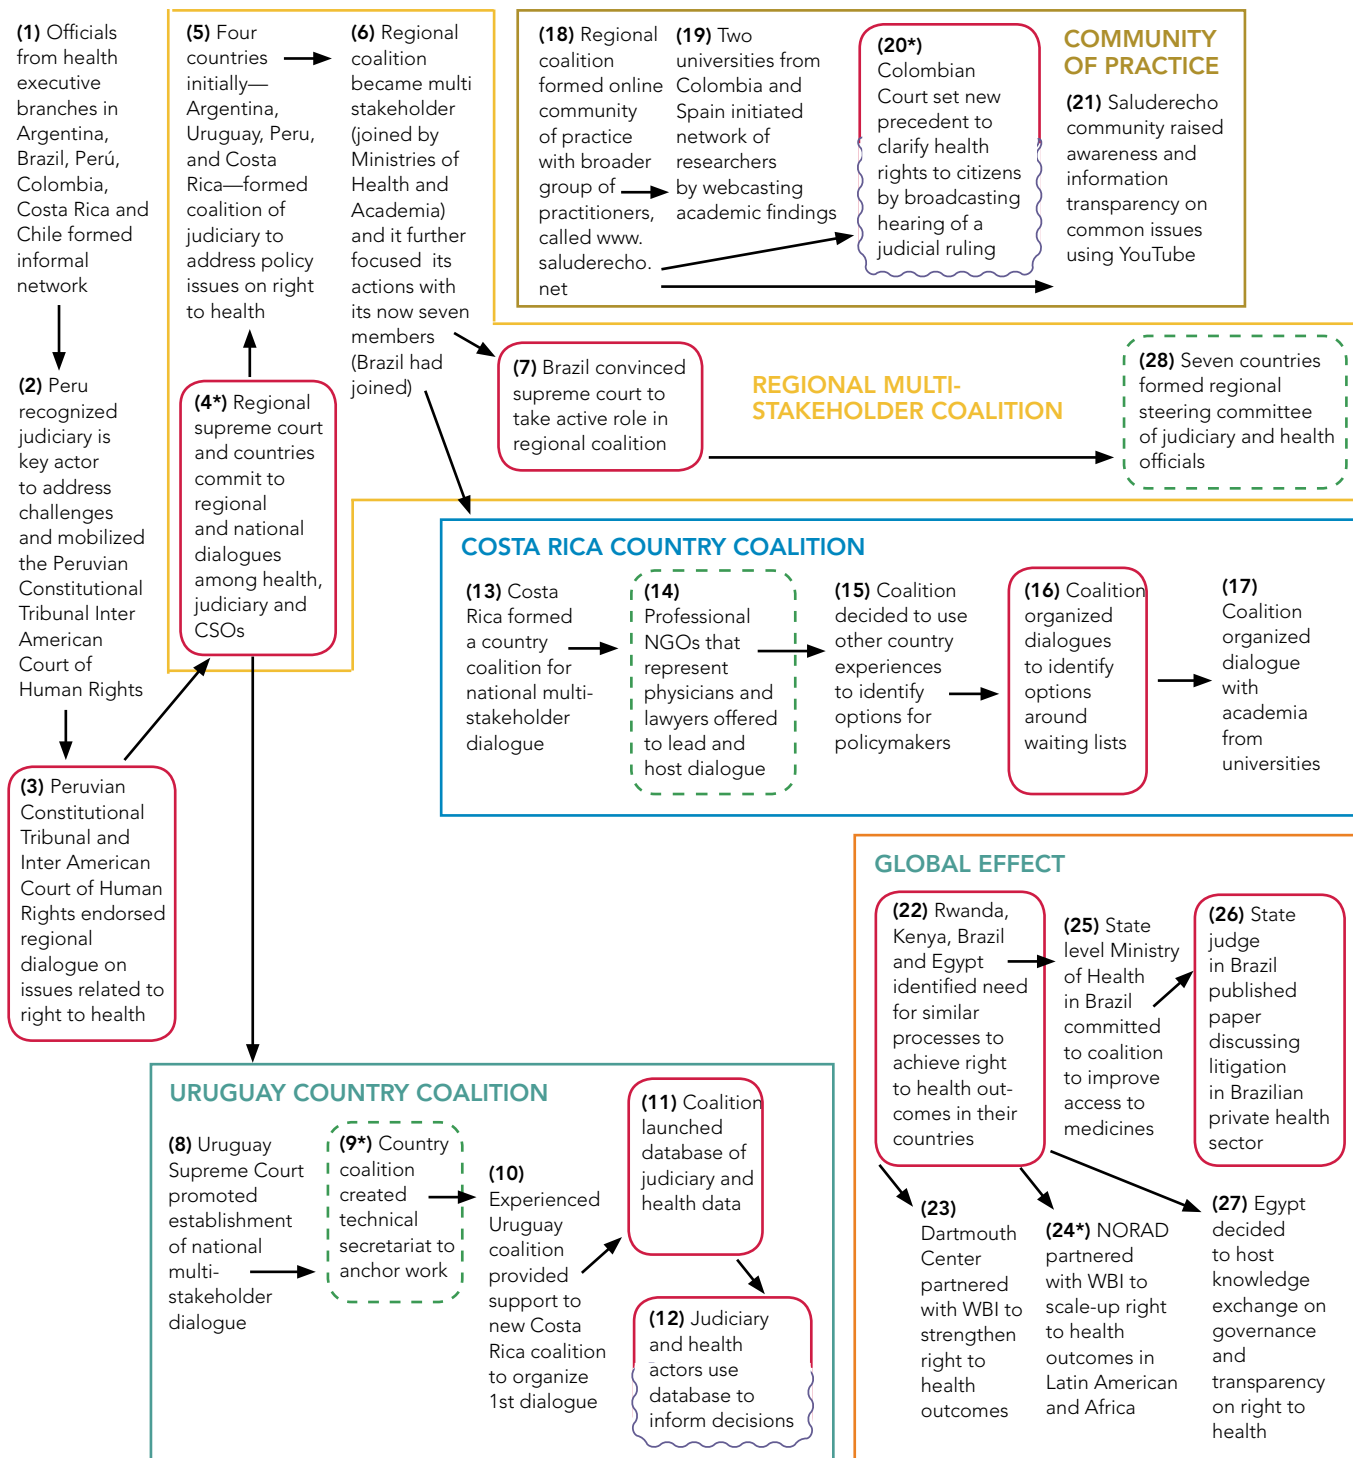 (1) Officials
from health
executive
branches in
Argentina,
Brazil, Perú,
Colombia,
Costa Rica and
Chile formed
informal
network
(2) Peru
recognized
judiciary is
key actor
to address
challenges
and mobilized
the Peruvian
Constitutional
Tribunal Inter
American
Court of
Human Rights
(3) Peruvian
Constitutional
Tribunal and
Inter American
Court of Human
Rights endorsed
regional
dialogue on
issues related to
right to health
(4*) Regional
supreme court
and countries
commit to
regional
and national
dialogues
among health,
judiciary and
CSOs
(5) Four
countries
initially—
Argentina,
Uruguay, Peru,
and Costa
Rica—formed
coalition of
judiciary to
address policy
issues on right
to health
(6) Regional
coalition
became multi
stakeholder
(joined by
Ministries of
Health and
Academia)
and it further
focused its
actions with
its now seven
members
(Brazil had
joined)
REGIONAL MULTI-
STAKEHOLDER COALITION
(7) Brazil convinced
supreme court to
take active role in
regional coalition
(28) Seven countries
formed regional
steering committee
of judiciary and health
officials
COMMUNITY
OF PRACTICE
(18) Regional
coalition
formed online
community
of practice
with broader
group of
practitioners,
called www.
saluderecho.
net
(19) Two
universities from
Colombia and
Spain initiated
network of
researchers
by webcasting
academic findings
(20*)
Colombian
Court set new
precedent to
clarify health
rights to citizens
by broadcasting
hearing of a
judicial ruling
(21) Saluderecho
community raised
awareness and
information
transparency on
common issues
using YouTube
COSTA RICA COUNTRY COALITION
(13) Costa
Rica formed
a country
coalition for
national multi-
stakeholder
dialogue
(14)
Professional
NGOs that
represent
physicians and
lawyers offered
to lead and
host dialogue
(15) Coalition
decided to use
other country
experiences
to identify
options for
policymakers
(16) Coalition
organized
dialogues
to identify
options
around
waiting lists
(17)
Coalition
organized
dialogue
with
academia
from
universities
URUGUAY COUNTRY COALITION
(8) Uruguay
Supreme Court
promoted
establishment
of national
multi-
stakeholder
dialogue
(9*) Country
coalition
created
technical
secretariat to
anchor work
(10)
Experienced
Uruguay
coalition
provided
support to
new Costa
Rica coalition
to organize
1st dialogue
(11) Coalition
launched
database of
judiciary and
health data
(12) Judiciary
and health
actors use
database to
inform decisions
GLOBAL EFFECT
(22) Rwanda,
Kenya, Brazil
and Egypt
identified need
for similar
processes to
achieve right
to health out-
comes in their
countries
(25) State
level Ministry
of Health
in Brazil
committed
to coalition
to improve
access to
medicines
(26) State
judge
in Brazil
published
paper
discussing
litigation
in Brazilian
private health
sector
(23)
Dartmouth
Center
partnered
with WBI to
strengthen
right to
health
outcomes
(24*) NORAD
partnered
with WBI to
scale-up right
to health
outcomes in
Latin American
and Africa
(27) Egypt
decided
to host
knowledge
exchange on
governance
and
transparency
on right to
health